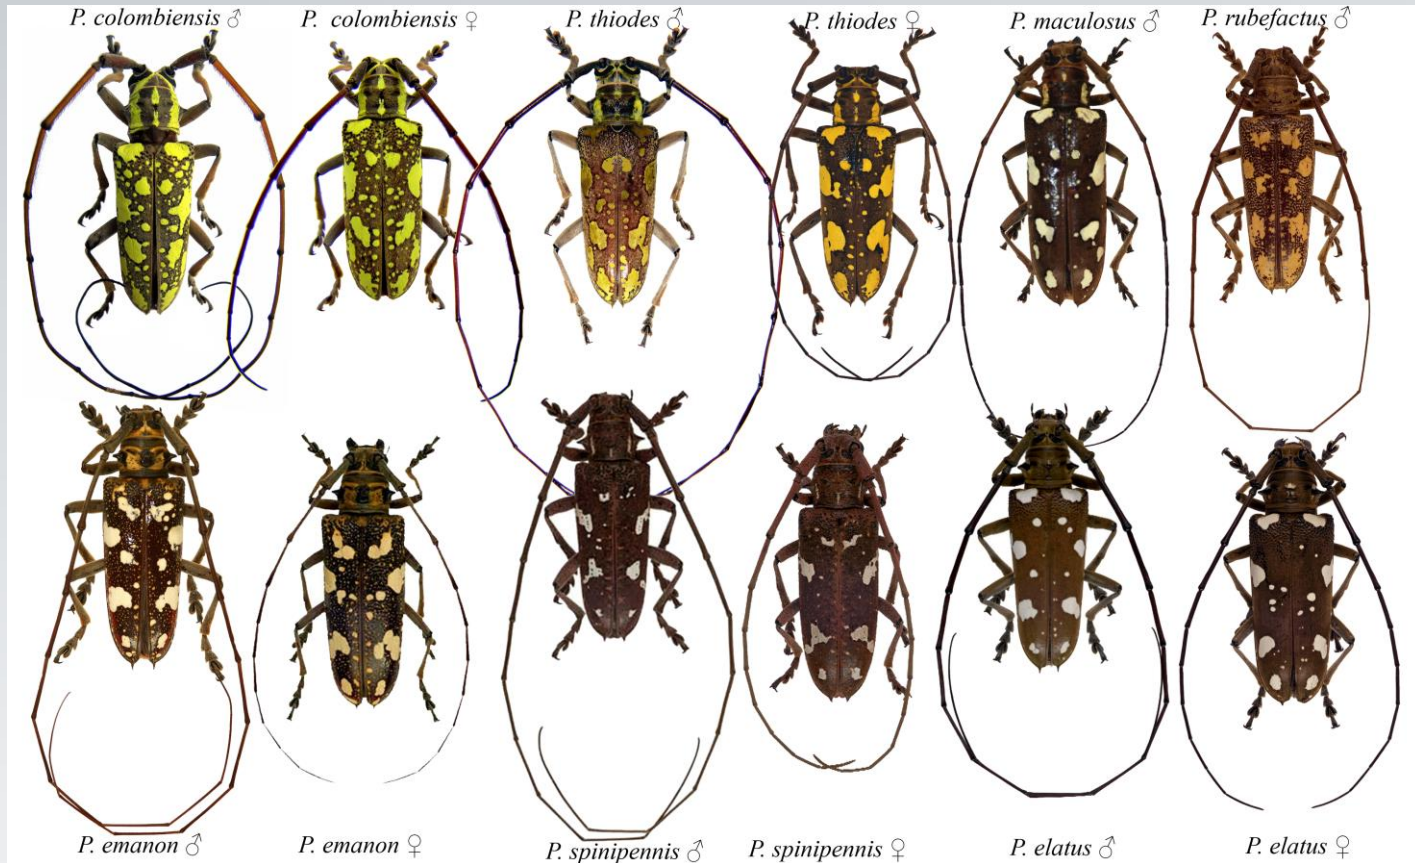 P. colombiensis ♂
P. colombiensis ♀
P. thiodes ♂
P. thiodes ♀
P. maculosus ♂
P. rubefactus ♂
P. emanon ♂
P. emanon ♀
P. spinipennis ♂
P. spinipennis ♀
P. elatus ♂
P. elatus ♀